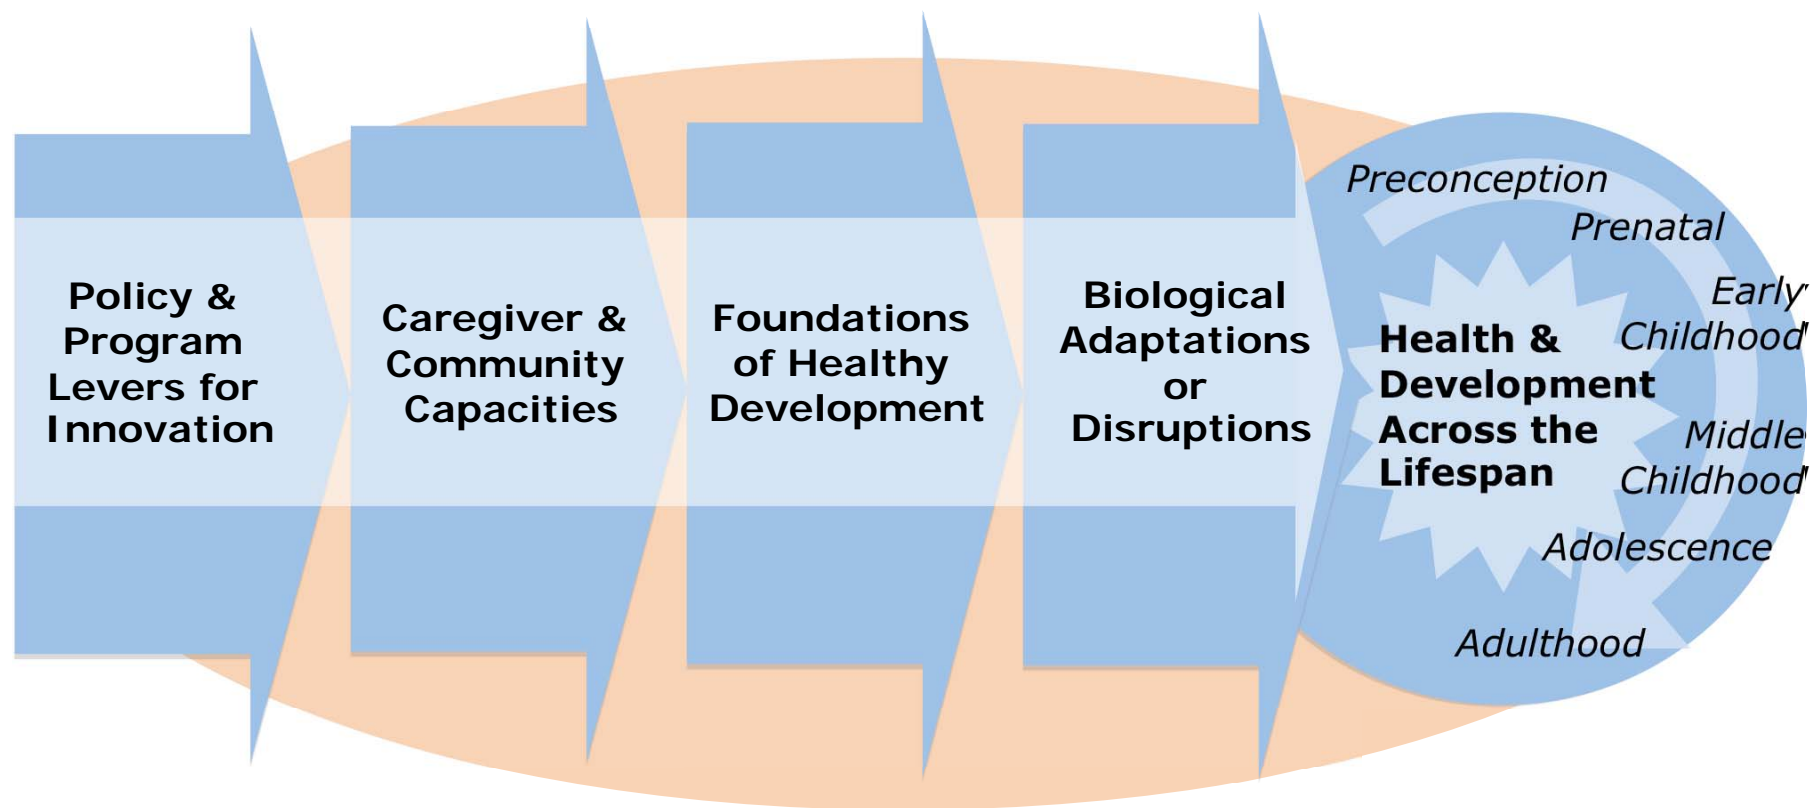 Policy &
Program
Levers for
Innovation
Caregiver &
Community
Capacities
Foundations
of Healthy
Development
Biological
Adaptations
or
Disruptions
Health &
Development
Across the
Lifespan
Preconception
Prenatal
Early
Childhood
Middle
Childhood
Adolescence
Adulthood